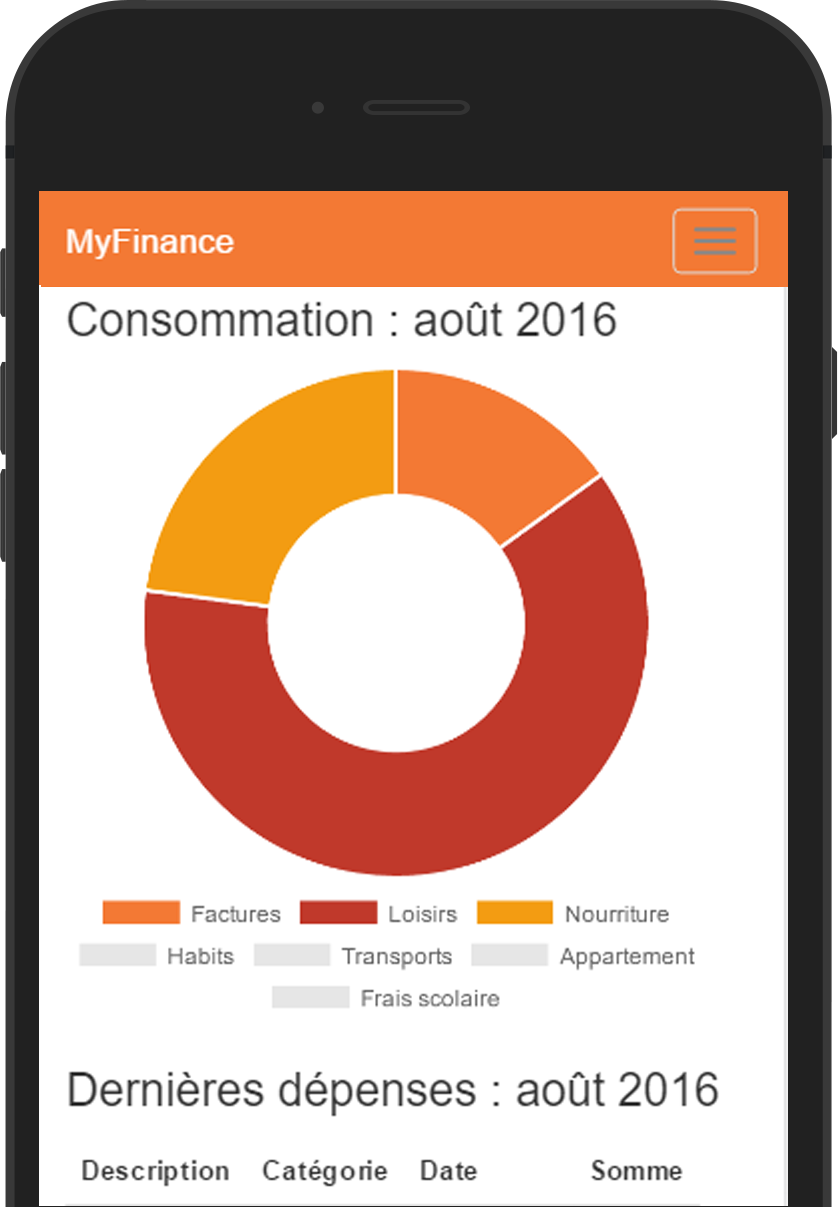 MyFinance
Consommation : août 2016
Factures Loisirs Nourriture
Habits Transports Appartement
Frais scolaire
Dernières dépenses : août 2016
Description Catégorie Date Somme